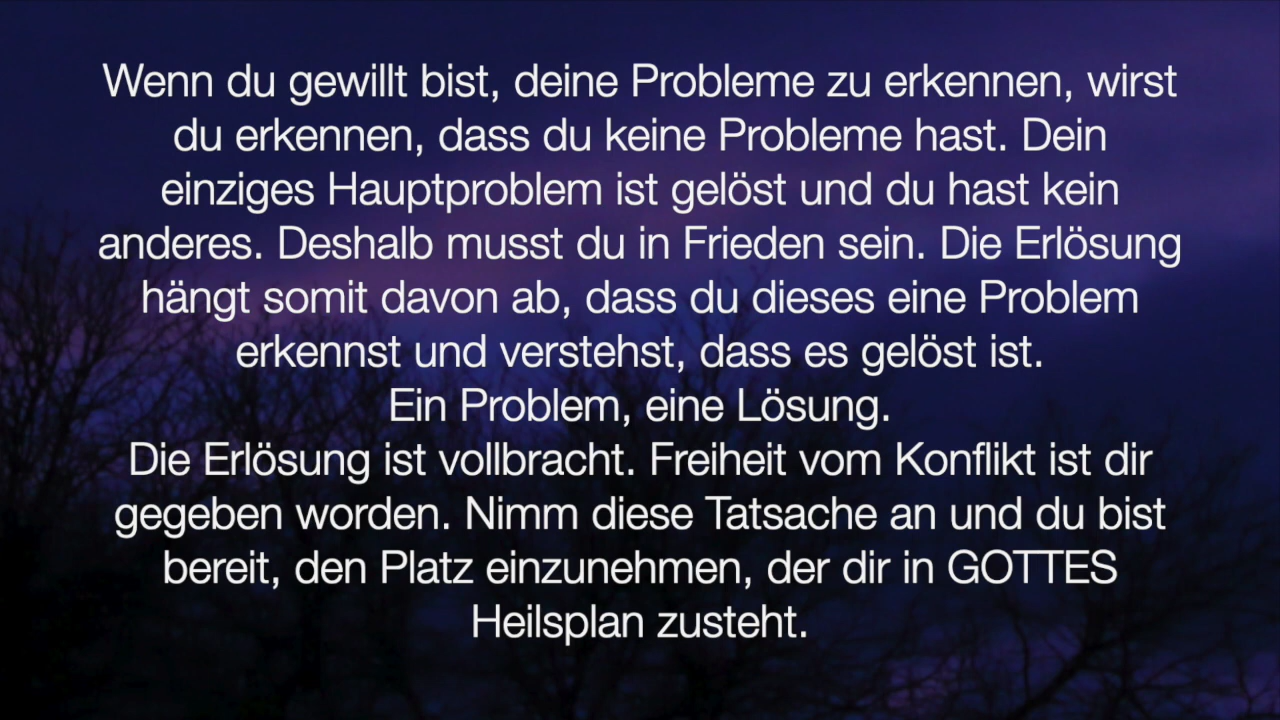 Wenn du gewillt bist, deine Probleme zu erkennen, wirst
du erkennen, dass du keine Probleme hast. Dein
einziges Hauptproblem ist gelöst und du hast kein
anderes. Deshalb musst du in Frieden sein. Die Erlösung
hängt somit davon ab, dass du dieses eine Problem
erkennst und verstehst, dass es gelöst ist.
Ein Problem, eine Lösung.
Die Erlösung ist vollbracht. Freiheit vom Konflikt ist dir
gegeben worden. Nimm diese Tatsache an und du bist
bereit, den Platz einzunehmen, der dir in GOTTES
Heilsplan zusteht.